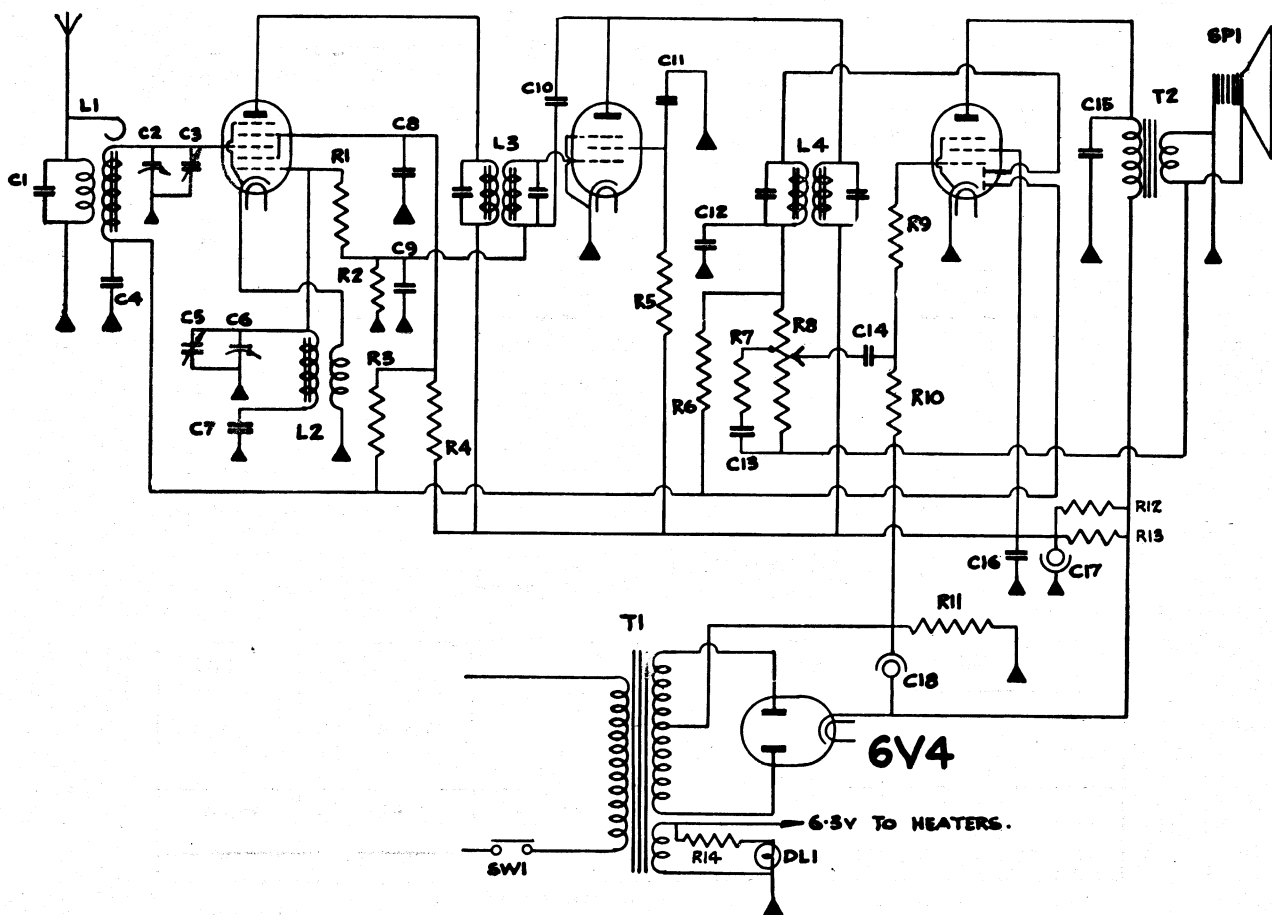 SP1
L1
C2
C3
C8
C10
C11
C15
T2
C1
R1
L3
L4
C4
R2
C9
C12
R9
C5
C6
R5
R7
R8
C14
R3
R6
R10
C7
L2
R4
C13
R12
R13
C16
C17
R11
T1
C18
6V4
6.3V TO HEATERS.
R14
DL1
SW1